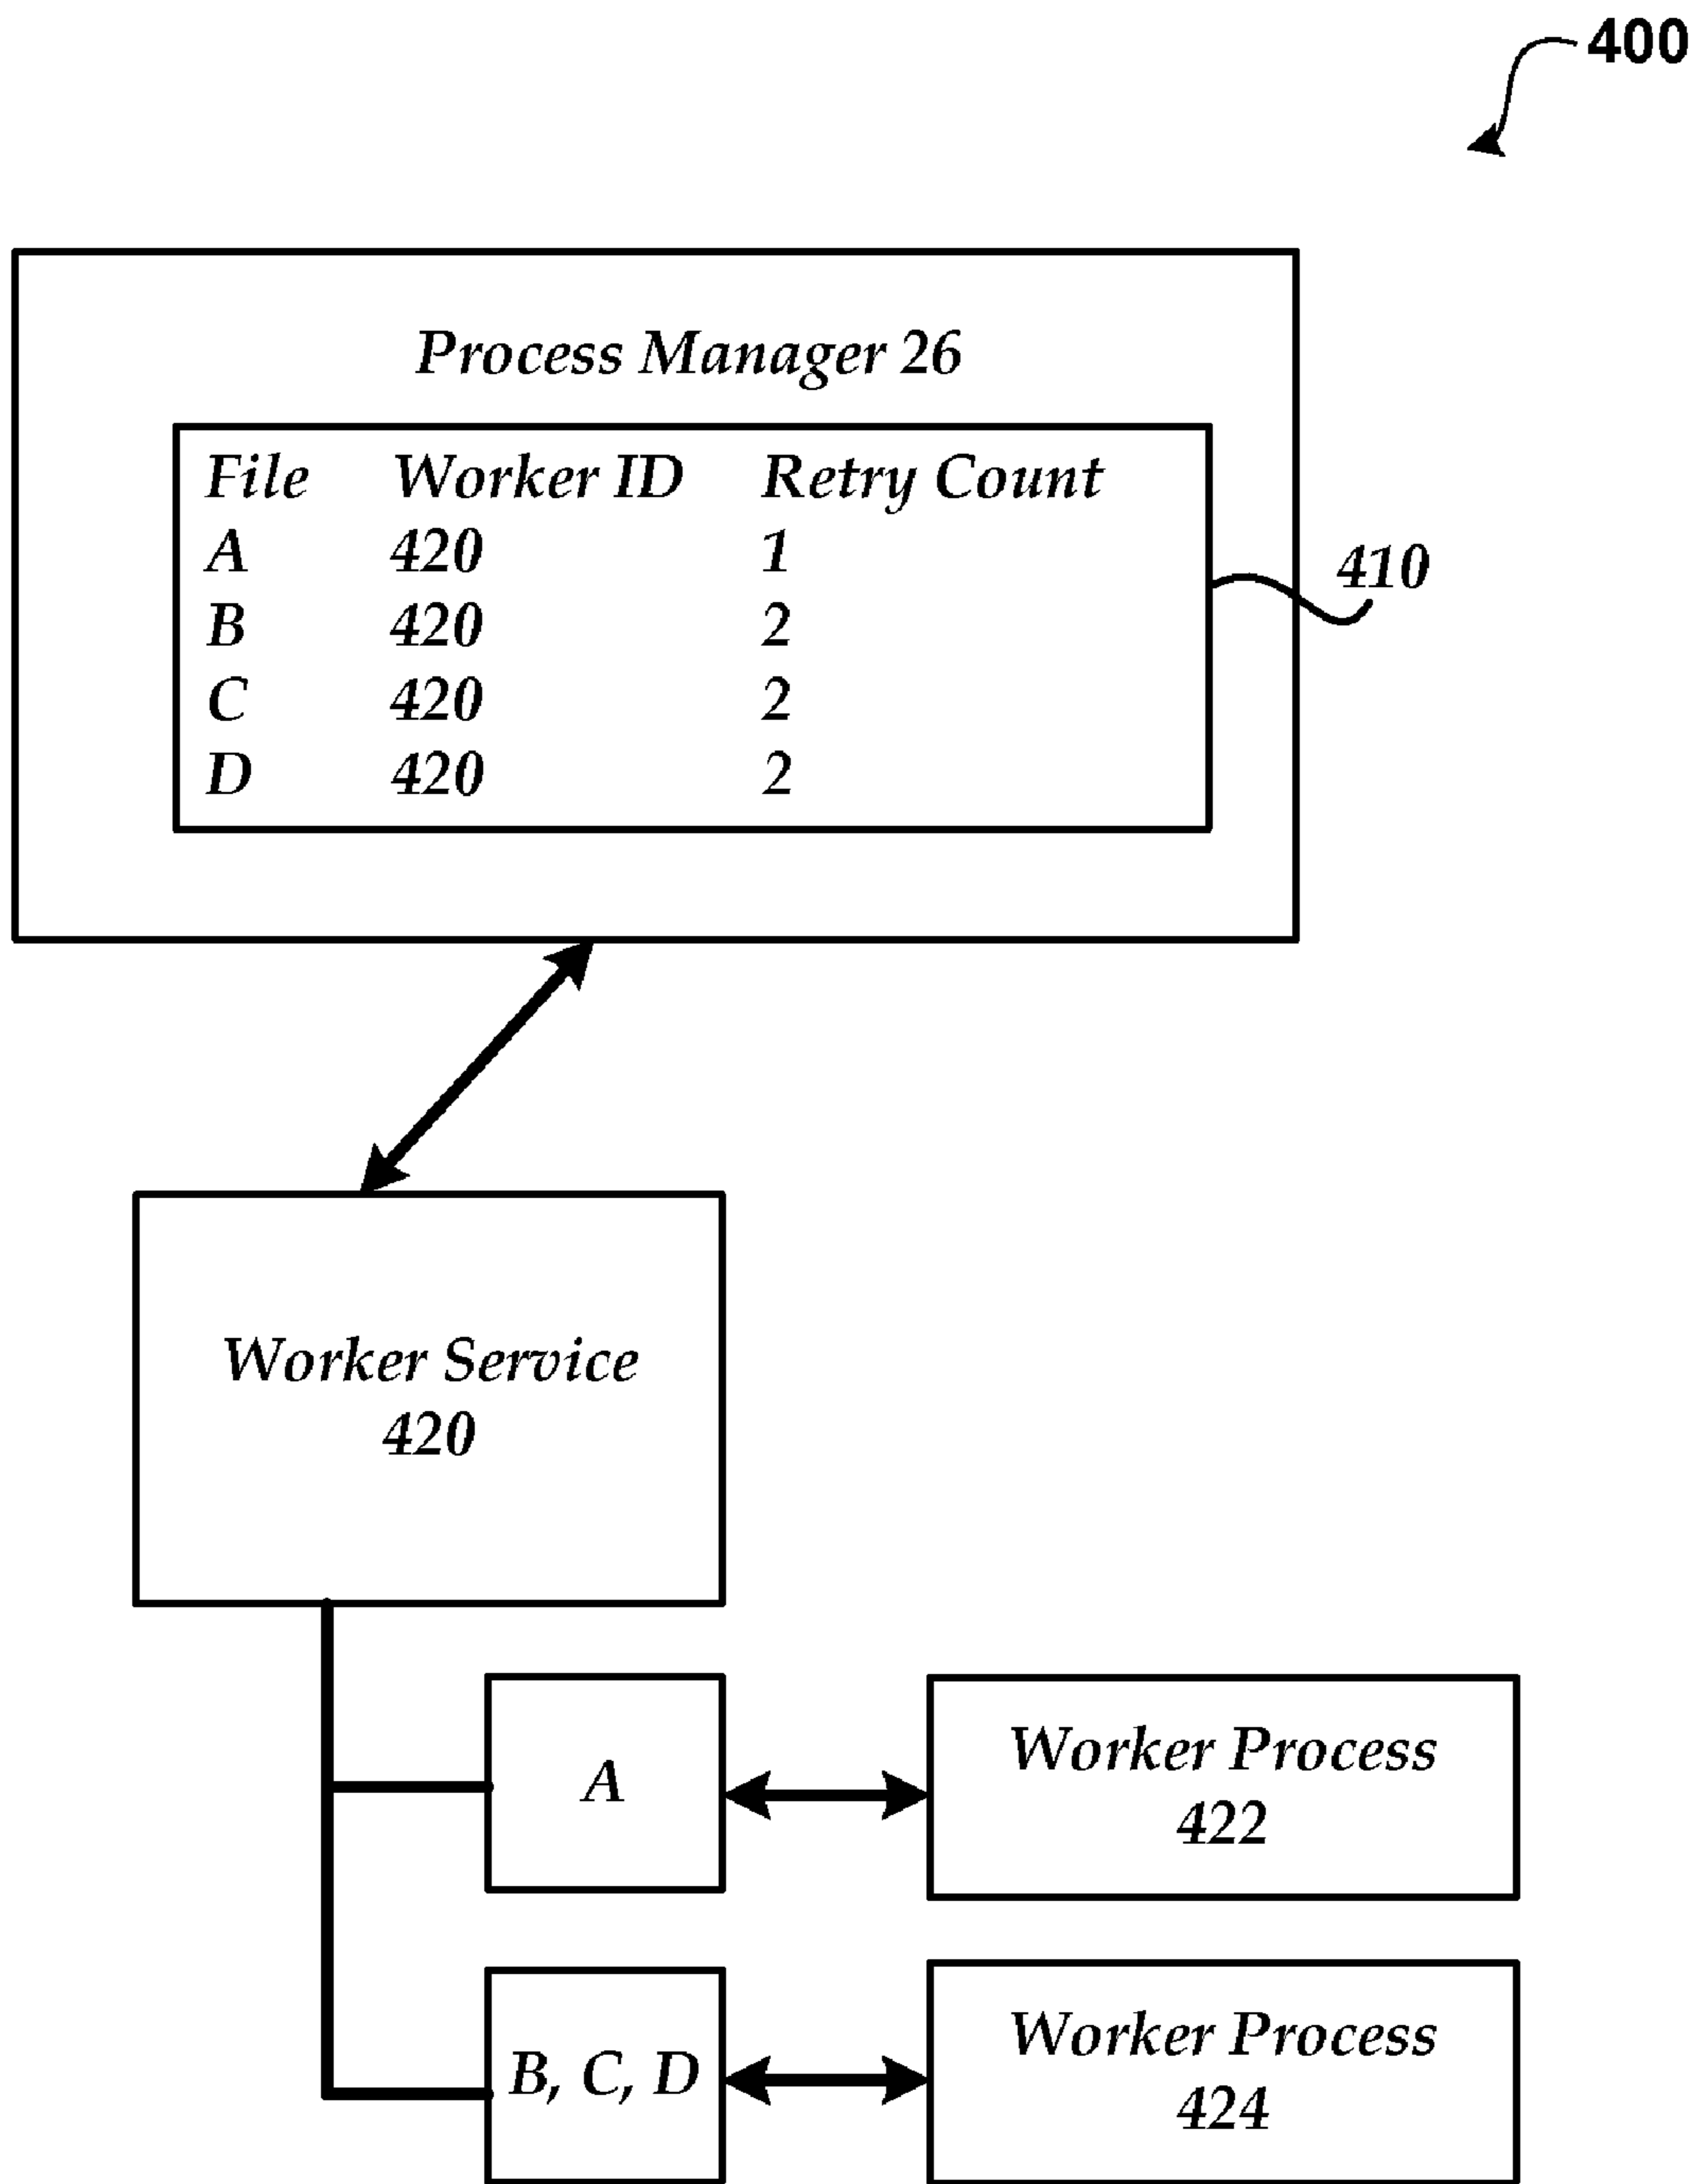 400
Process Manager 26
File Worker ID Retry Count
A 420 1
B 420 2
C 420 2
D 420 2
410
Worker Service
420
A
Worker Process
422
B, C, D
Worker Process
424